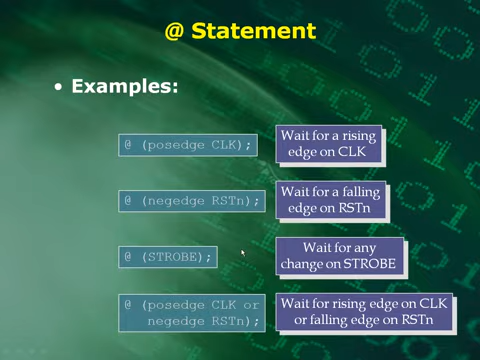 @ Statement
• Examples:
@ (posedge CLK);
Wait for a rising
edge on CLK
@ (negedge RSTn);
Wait for a falling
edge on RSTn
@ (STROBE);
Wait for any
change on STROBE
@ (posedge CLK or
negedge RSTn);
Wait for rising edge on CLK
or falling edge on RSTn